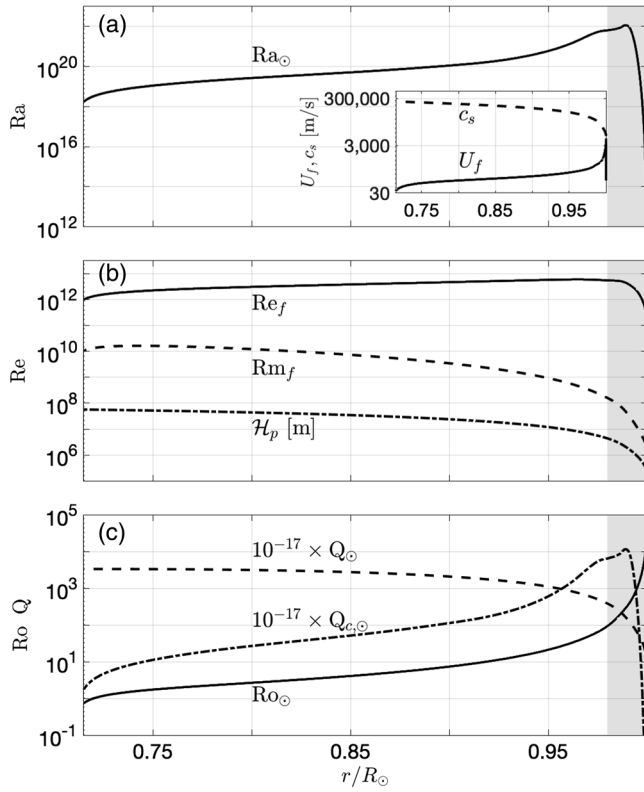 (a)
10^20
10^16
10^12
Ra
Ra⊙
300,000
3,000
30
U_f, c_s [m/s]
c_s
U_f
0.75 0.85 0.95
(b)
10^12
10^10
10^8
10^6
Re
Re_f
Rm_f
ℋ_p [m]
(c)
10^5
10^3
10^1
10^-1
Ro Q
10^−17 × Q⊙
10^−17 × Q_c,⊙
Ro⊙
0.75 0.85 0.95
r/R⊙